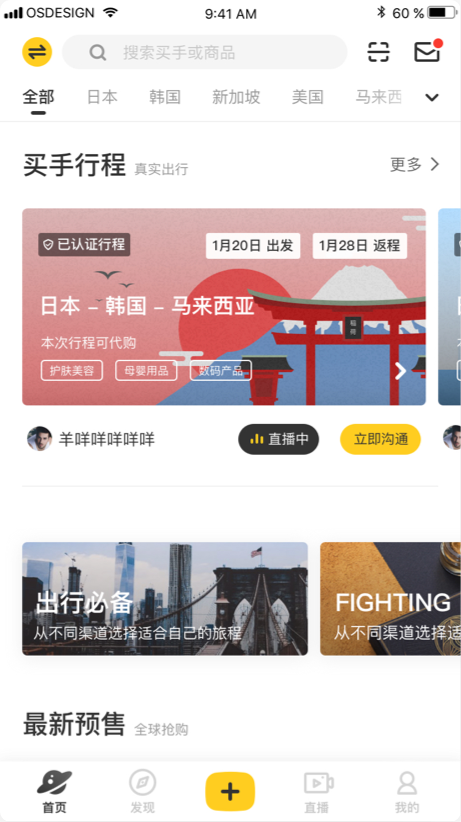 OSDESIGN
9:41 AM
60 %
搜索买手或商品
全部 日本 韩国 新加坡 美国 马来西
买手行程 真实出行
更多
已认证行程
1月20日 出发
1月28日 返程
日本 – 韩国 – 马来西亚
本次行程可代购
护肤美容 母婴用品 数码产品
羊咩咩咩咩咩
直播中
立即沟通
出行必备
从不同渠道选择适合自己的旅程
FIGHTING
从不同渠道选择适
最新预售 全球抢购
首页 发现 直播 我的